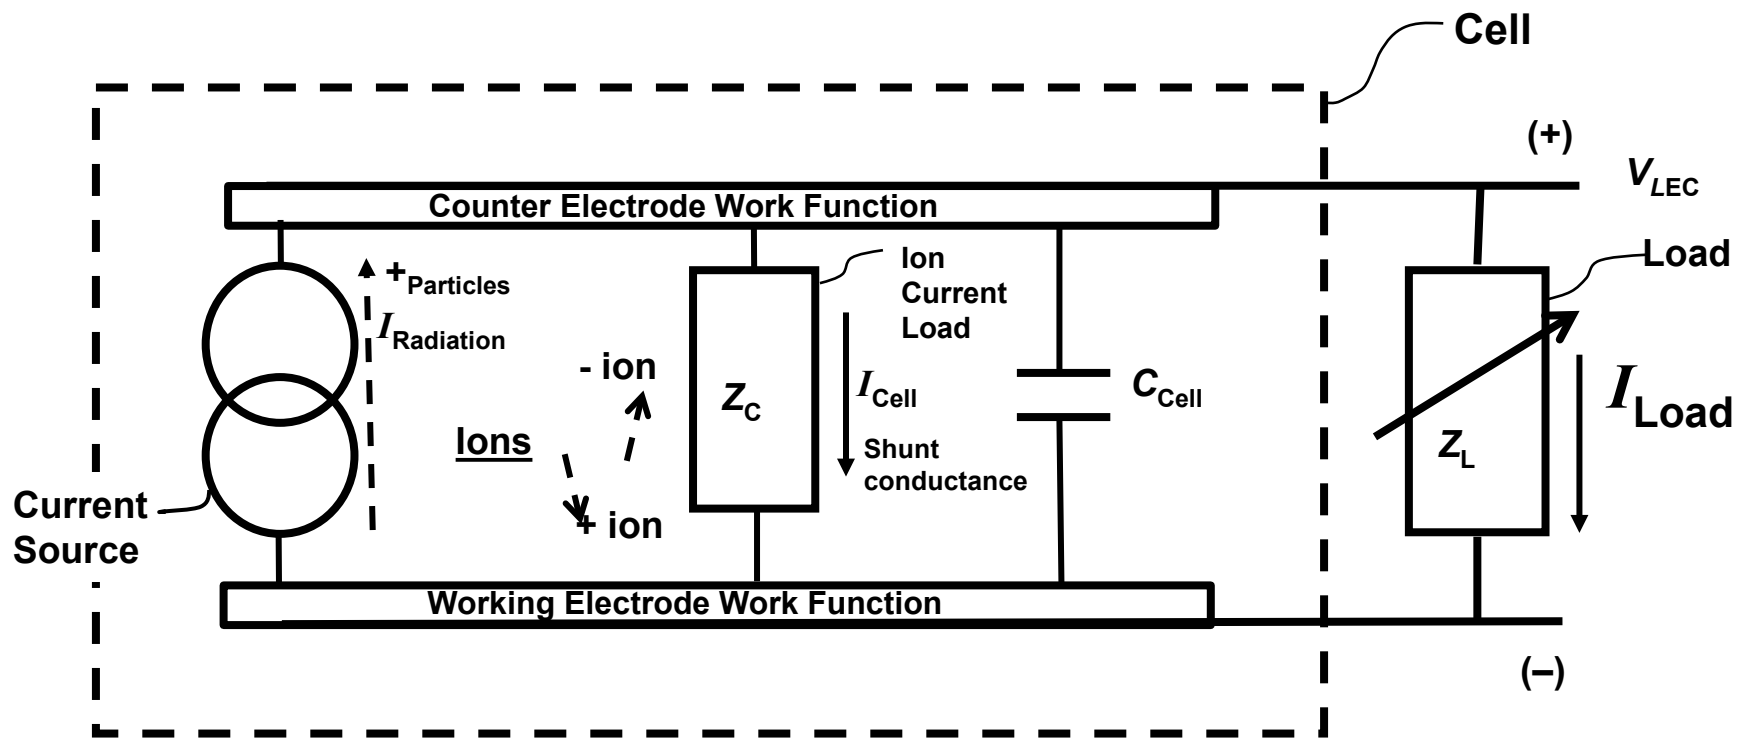 Cell
(+)
V_LEC
Counter Electrode Work Function
+Particles
I_Radiation
Ion
Current
Load
Load
- ion
Z_C
I_Cell
C_Cell
I_Load
Ions
Shunt
conductance
Z_L
Current
Source
+ ion
Working Electrode Work Function
(–)